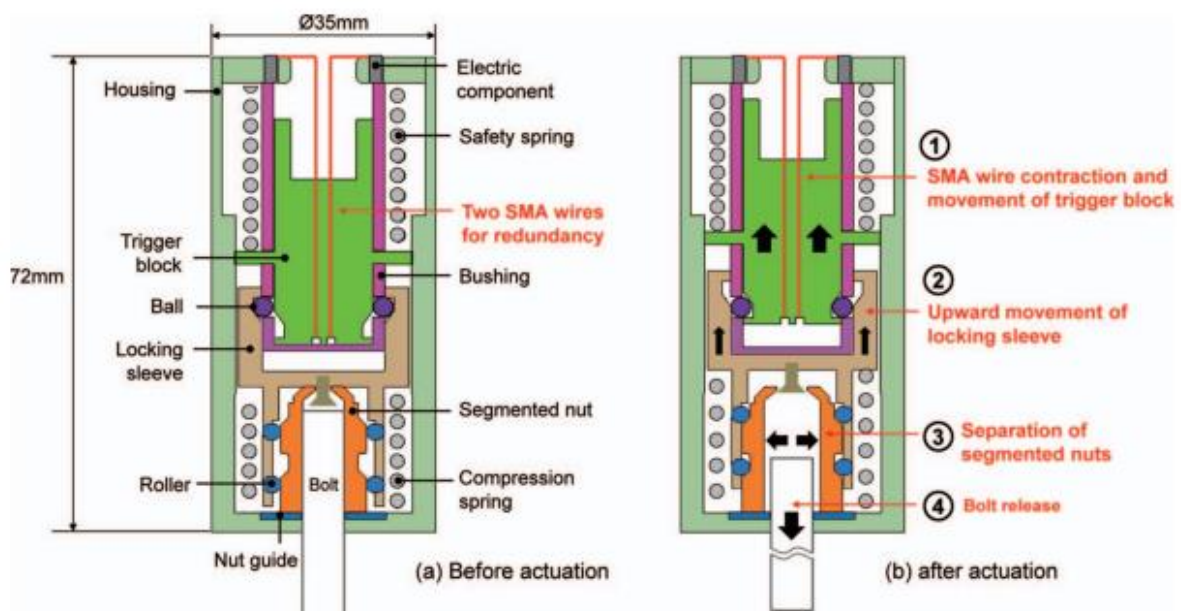 Ø35mm
Housing
Electric
component
Safety spring
Two SMA wires
for redundancy
Trigger
block
72mm
Bushing
Ball
Locking
sleeve
Segmented nut
Roller
Bolt
Compression
spring
Nut guide
(a) Before actuation
1
SMA wire contraction and
movement of trigger block
2
Upward movement of
locking sleeve
3
Separation of
segmented nuts
4
Bolt release
(b) after actuation